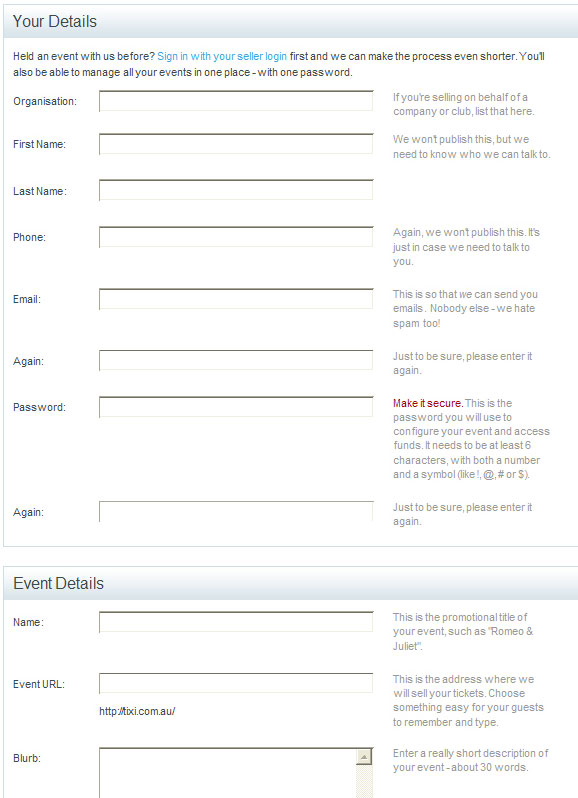 Your Details
Held an event with us before? Sign in with your seller login first and we can make the process even shorter. You'll
also be able to manage all your events in one place - with one password.
Organisation:
If you're selling on behalf of a
company or club, list that here.
First Name:
We won't publish this, but we
need to know who we can talk to.
Last Name:
Phone:
Again, we won't publish this. It's
just in case we need to talk to
you.
Email:
This is so that we can send you
emails. Nobody else - we hate
spam too!
Again:
Just to be sure, please enter it
again.
Password:
Make it secure. This is the
password you will use to
configure your event and access
funds. It needs to be at least 6
characters, with both a number
and a symbol (like !, @, # or $).
Again:
Just to be sure, please enter it
again.
Event Details
Name:
This is the promotional title of
your event, such as "Romeo &
Juliet".
Event URL:
http://tixi.com.au/
This is the address where we
will sell your tickets. Choose
something easy for your guests
to remember and type.
Blurb:
Enter a really short description of
your event - about 30 words.